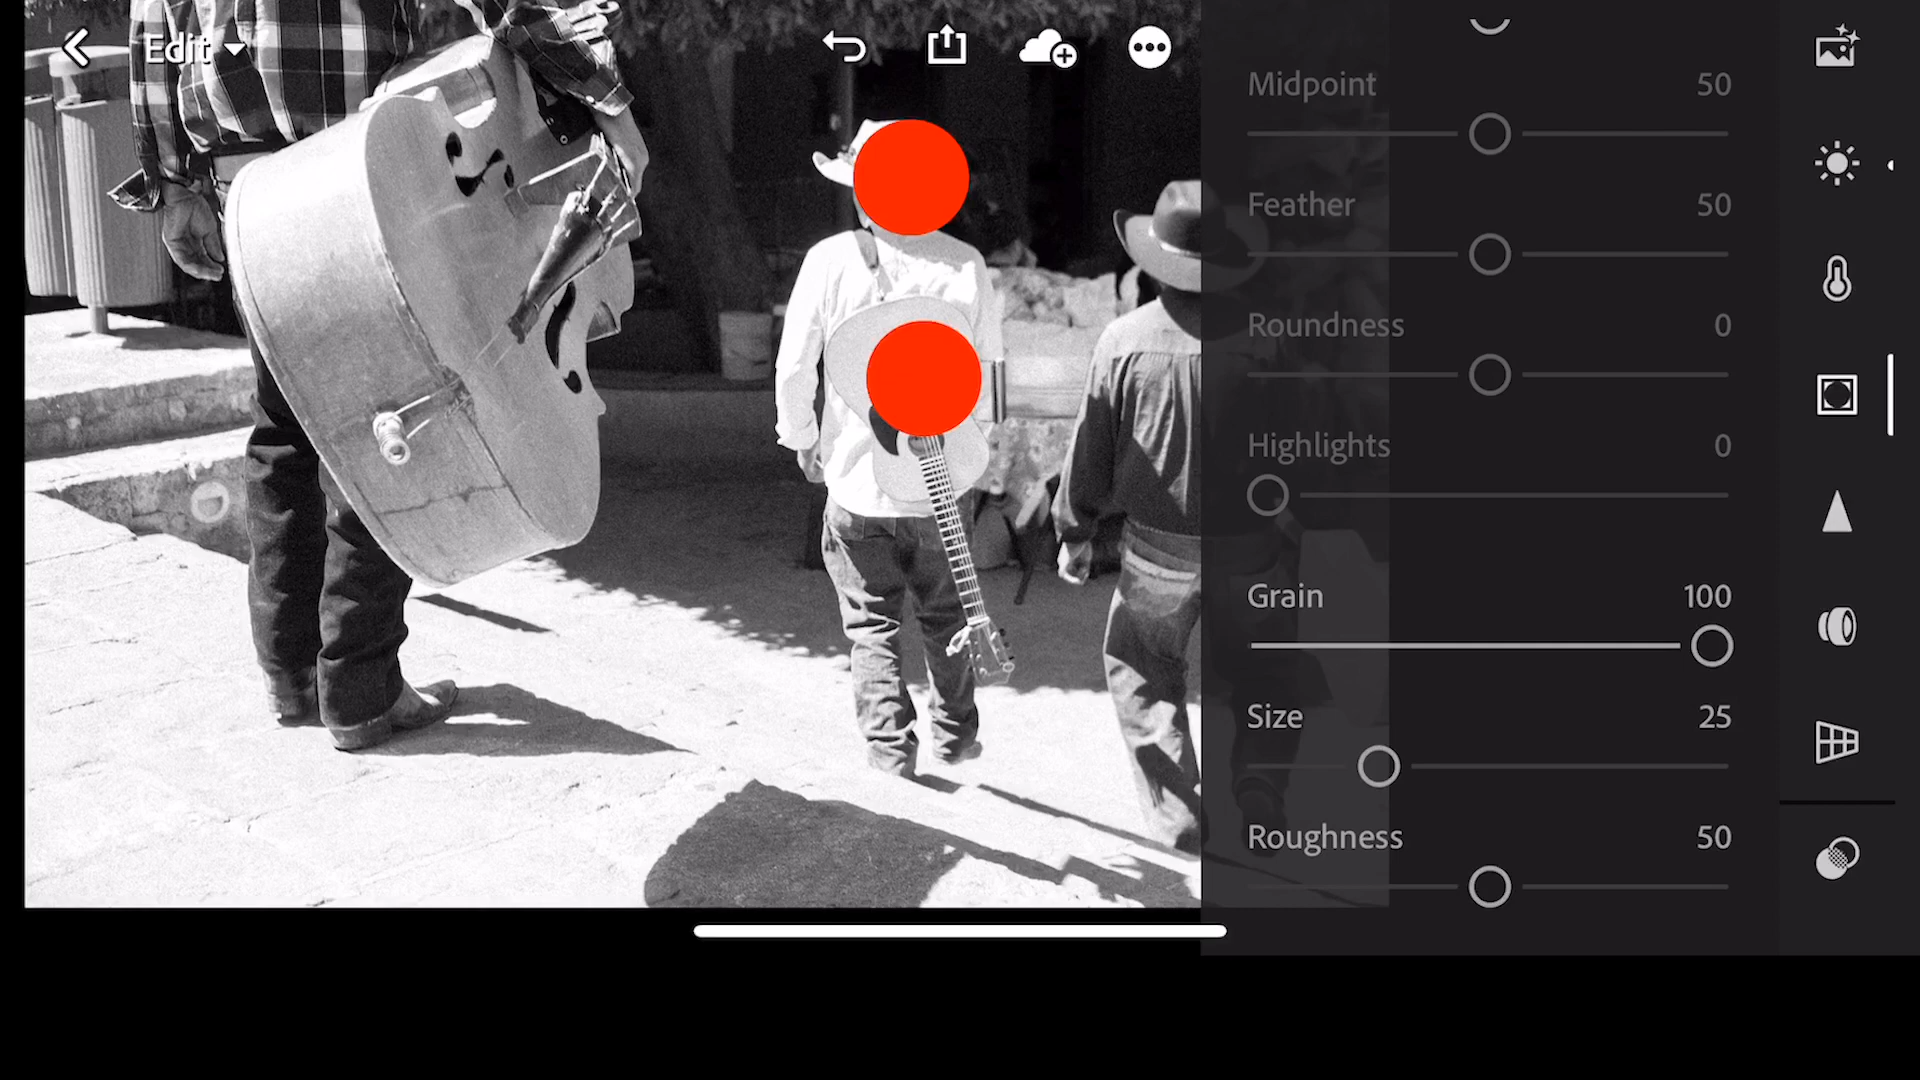 Edit
Midpoint 50
Feather 50
Roundness 0
Highlights 0
Grain 100
Size 25
Roughness 50